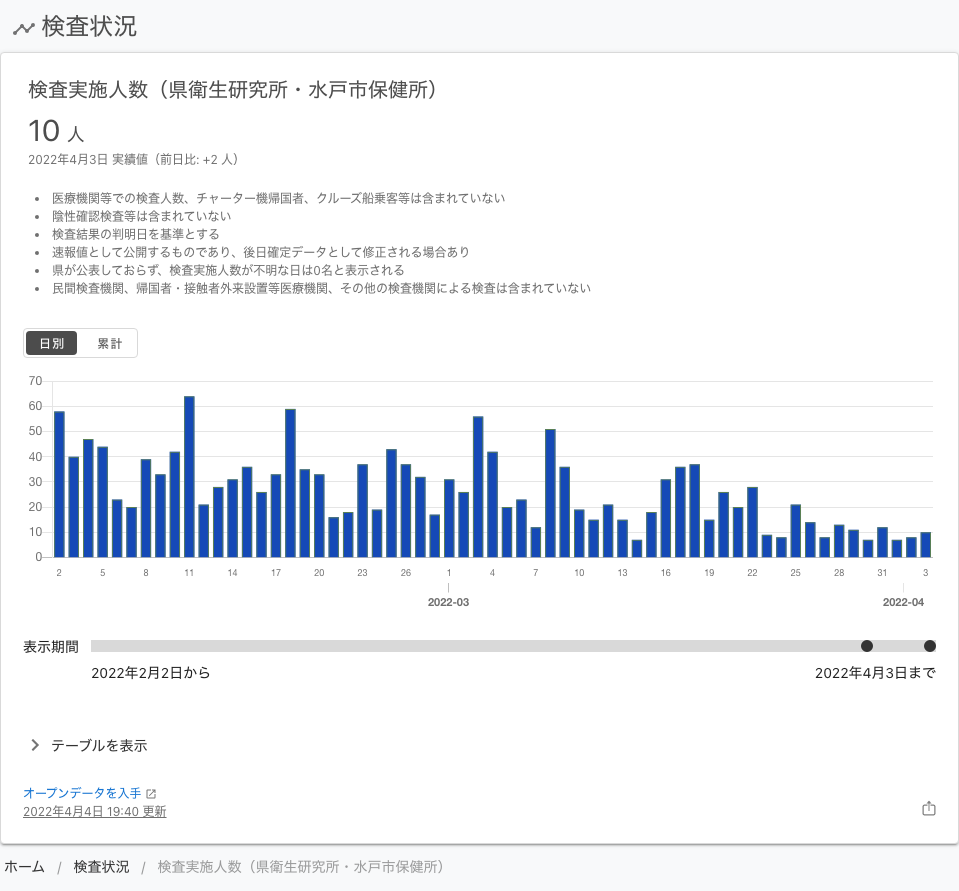 検査状況
検査実施人数（県衛生研究所・水戸市保健所）
10 人
2022年4月3日 実績値（前日比: +2 人）
• 医療機関等での検査人数、チャーター機帰国者、クルーズ船乗客等は含まれていない
• 陰性確認検査等は含まれていない
• 検査結果の判明日を基準とする
• 速報値として公開するものであり、後日確定データとして修正される場合あり
• 県が公表しておらず、検査実施人数が不明な日は0名と表示される
• 民間検査機関、帰国者・接触者外来設置等医療機関、その他の検査機関による検査は含まれていない
日別 累計
70
60
50
40
30
20
10
0
2 5 8 11 14 17 20 23 26 1 4 7 10 13 16 19 22 25 28 31 3
2022-03 2022-04
表示期間
2022年2月2日から 2022年4月3日まで
テーブルを表示
オープンデータを入手
2022年4月4日 19:40 更新
ホーム / 検査状況 / 検査実施人数（県衛生研究所・水戸市保健所）